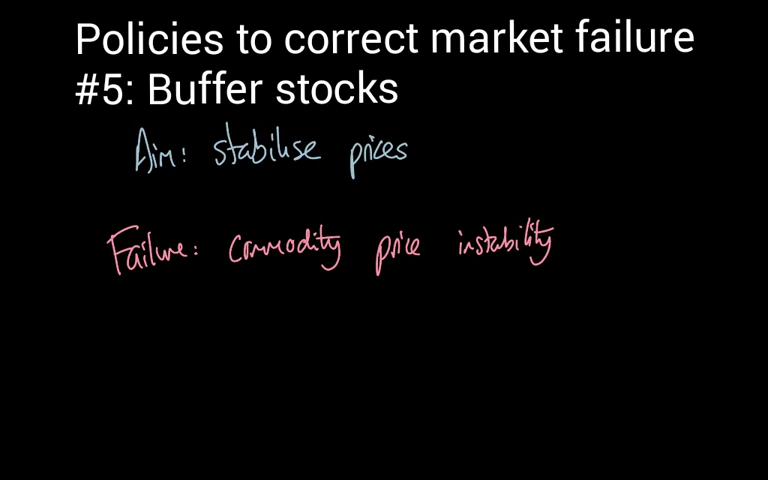 Policies to correct market failure
#5: Buffer stocks
Aim: stabilise prices
Failure: commodity price instability